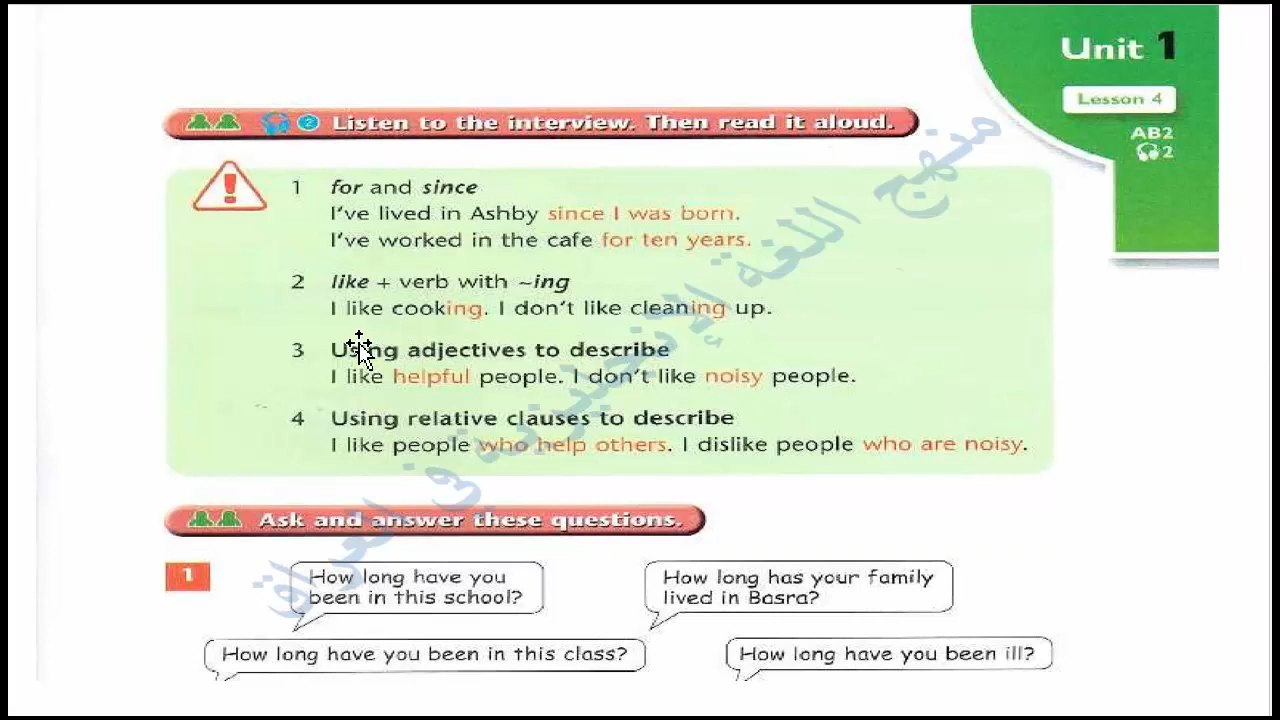 Unit 1
Lesson 4
AB2
2
2 Listen to the interview. Then read it aloud.
1 for and since
I've lived in Ashby since I was born.
I've worked in the cafe for ten years.
2 like + verb with ~ing
I like cooking. I don't like cleaning up.
3 Using adjectives to describe
I like helpful people. I don't like noisy people.
4 Using relative clauses to describe
I like people who help others. I dislike people who are noisy.
Ask and answer these questions.
1
How long have you
been in this school?
How long has your family
lived in Basra?
How long have you been in this class?
How long have you been ill?
منهج اللغة الإنجليزية في العراق